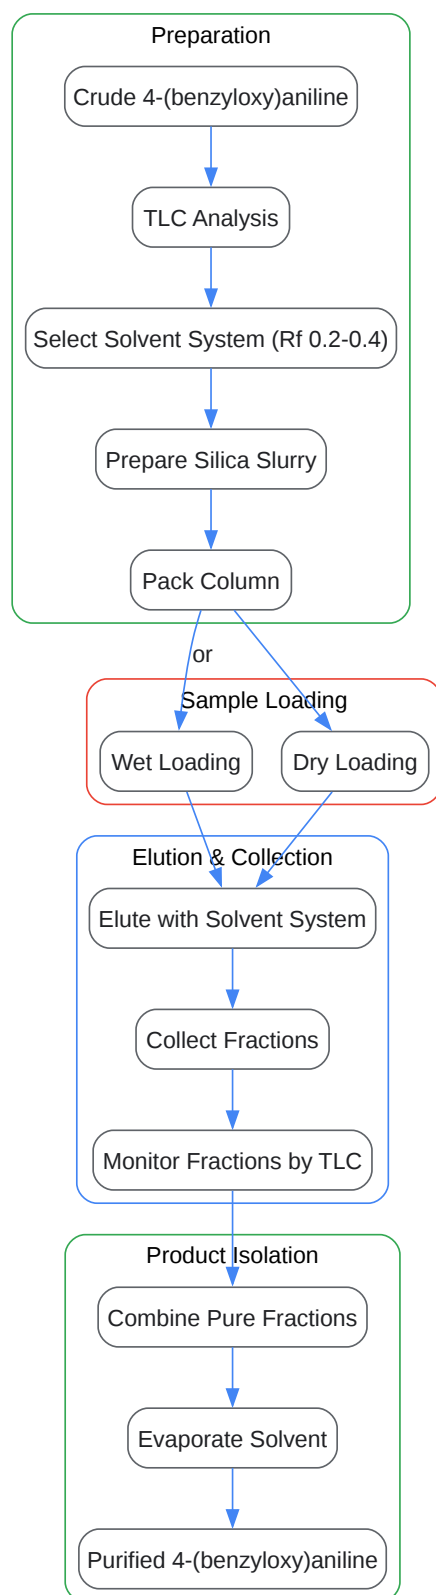 Preparation
Crude 4-(benzyloxy)aniline
TLC Analysis
Select Solvent System (Rf 0.2-0.4)
Prepare Silica Slurry
Pack Column
or
Sample Loading
Wet Loading
Dry Loading
Elution & Collection
Elute with Solvent System
Collect Fractions
Monitor Fractions by TLC
Product Isolation
Combine Pure Fractions
Evaporate Solvent
Purified 4-(benzyloxy)aniline